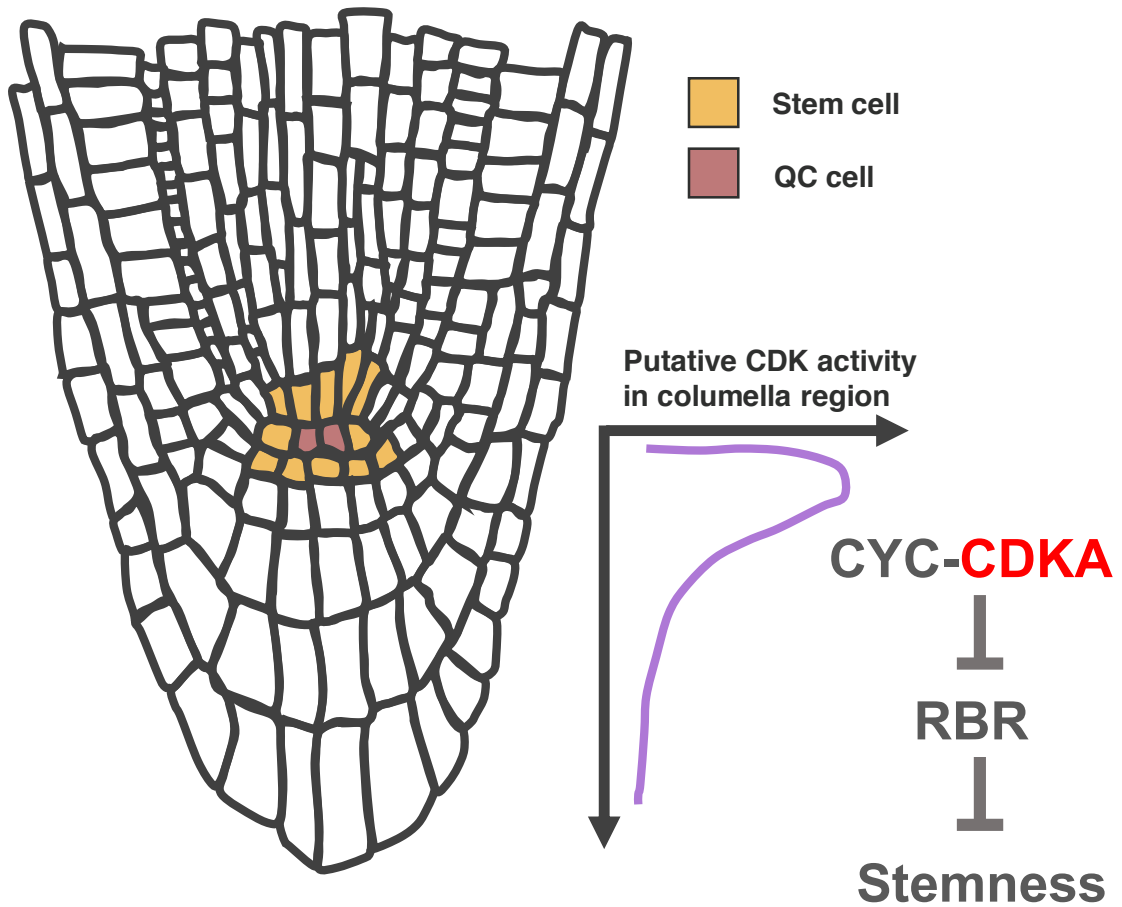 Stem cell
QC cell
Putative CDK activity
in columella region
CYC-CDKA
RBR
Stemness